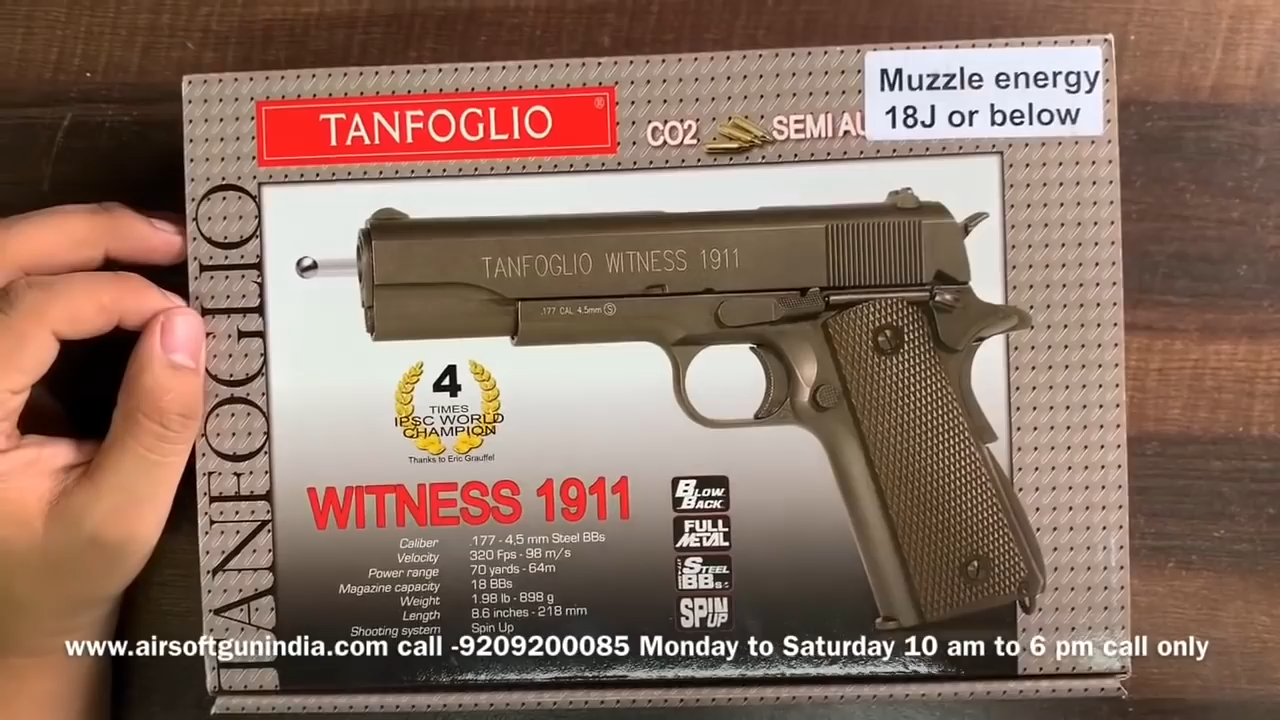 TANFOGLIO
®
CO2 SEMI AU
Muzzle energy
18J or below
TANFOGLIO
TANFOGLIO WITNESS 1911
.177 CAL 4.5mm S
4
TIMES
IPSC WORLD
CHAMPION
Thanks to Eric Grauffel
WITNESS 1911
Caliber .177 - 4,5 mm Steel BBs
Velocity 320 Fps - 98 m/s
Power range 70 yards - 64m
Magazine capacity 18 BBs
Weight 1.98 lb - 898 g
Length 8.6 inches - 218 mm
Shooting system Spin Up
BLOW
BACK
FULL
METAL
STEEL
BBs
SPIN
UP
www.airsoftgunindia.com call -9209200085 Monday to Saturday 10 am to 6 pm call only